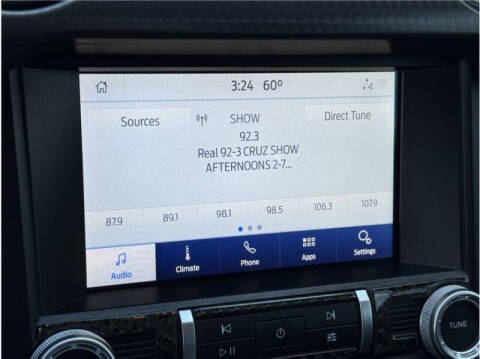 3:24 60°
4
Sources
SHOW
Direct Tune
92.3
Real 92-3 CRUZ SHOW
AFTERNOONS 2-7...
87.9 89.1 98.1 98.5 106.3 107.9
Audio Climate Phone Apps Settings
TUNE